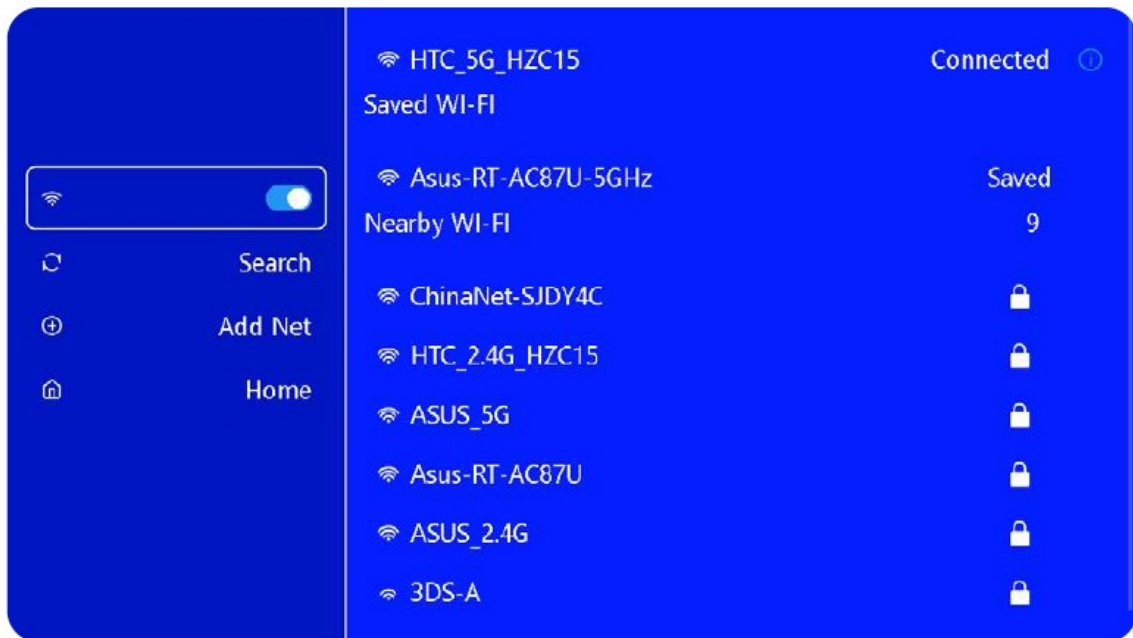 HTC_5G_HZC15 Connected
Saved WI-FI
Asus-RT-AC87U-5GHz Saved
Nearby WI-FI 9
Search
Add Net
Home
ChinaNet-SJDY4C
HTC_2.4G_HZC15
ASUS_5G
Asus-RT-AC87U
ASUS_2.4G
3DS-A